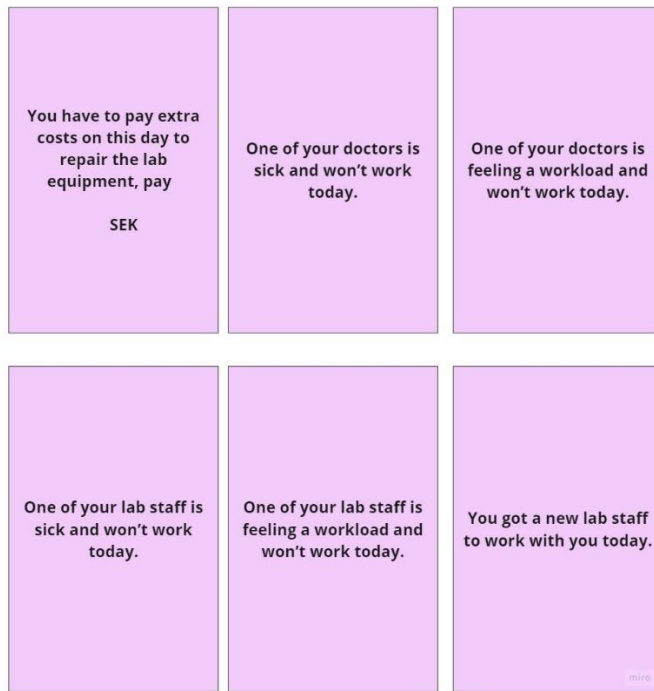 You have to pay extra
costs on this day to
repair the lab
equipment, pay
SEK
One of your doctors is
sick and won't work
today.
One of your doctors is
feeling a workload and
won't work today.
One of your lab staff is
sick and won't work
today.
One of your lab staff is
feeling a workload and
won't work today.
You got a new lab staff
to work with you today.
miro